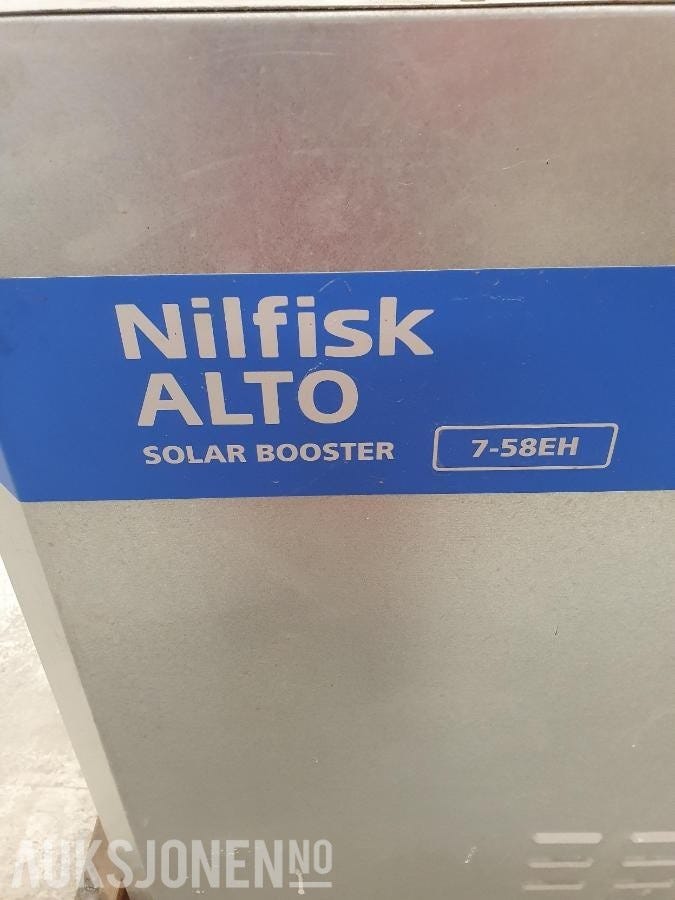 Nilfisk
ALTO
SOLAR BOOSTER 7-58EH
AUKSJONEN NO